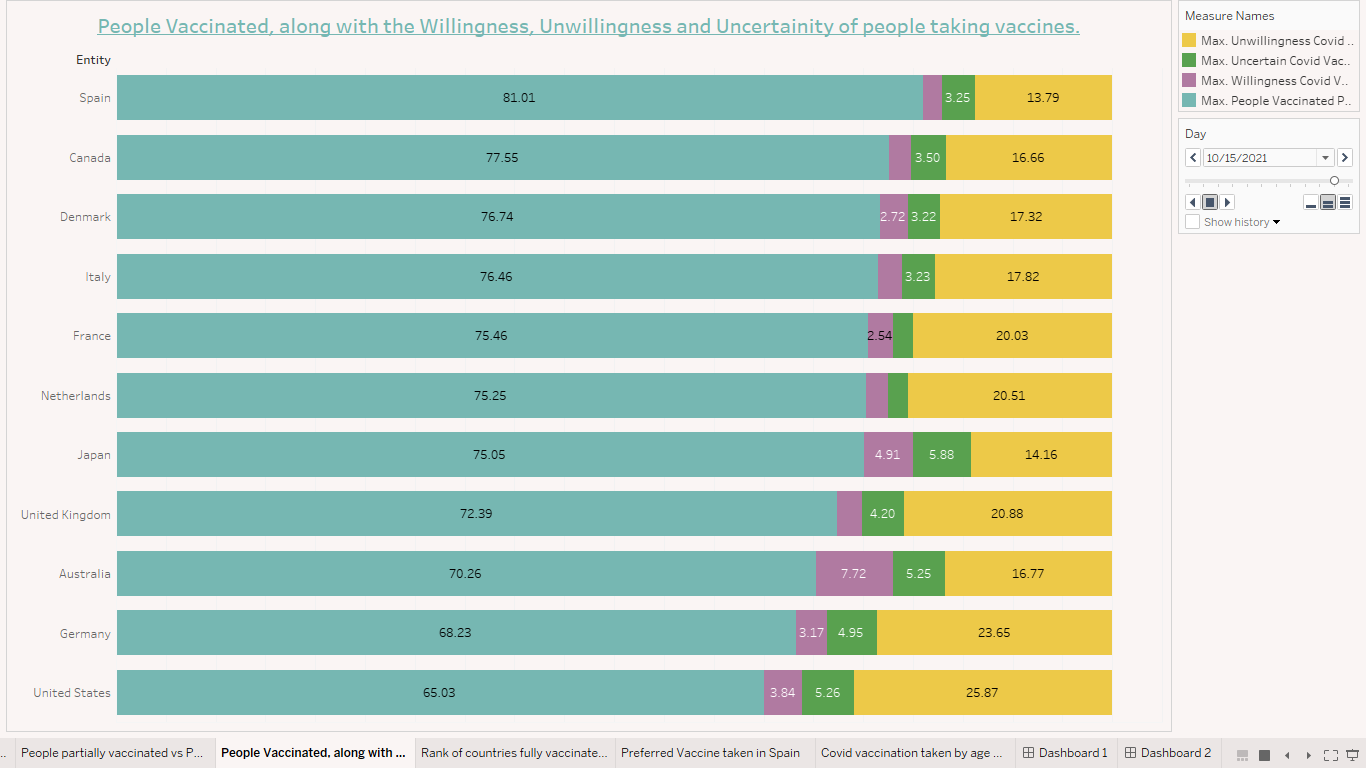 People Vaccinated, along with the Willingness, Unwillingness and Uncertainity of people taking vaccines.
Entity
Spain 81.01 3.25 13.79
Canada 77.55 3.50 16.66
Denmark 76.74 2.72 3.22 17.32
Italy 76.46 3.23 17.82
France 75.46 2.54 20.03
Netherlands 75.25 20.51
Japan 75.05 4.91 5.88 14.16
United Kingdom 72.39 4.20 20.88
Australia 70.26 7.72 5.25 16.77
Germany 68.23 3.17 4.95 23.65
United States 65.03 3.84 5.26 25.87
Measure Names
Max. Unwillingness Covid ..
Max. Uncertain Covid Vac..
Max. Willingness Covid V..
Max. People Vaccinated P..
Day
10/15/2021
Show history
.. People partially vaccinated vs P... People Vaccinated, along with ... Rank of countries fully vaccinate... Preferred Vaccine taken in Spain Covid vaccination taken by age ... Dashboard 1 Dashboard 2